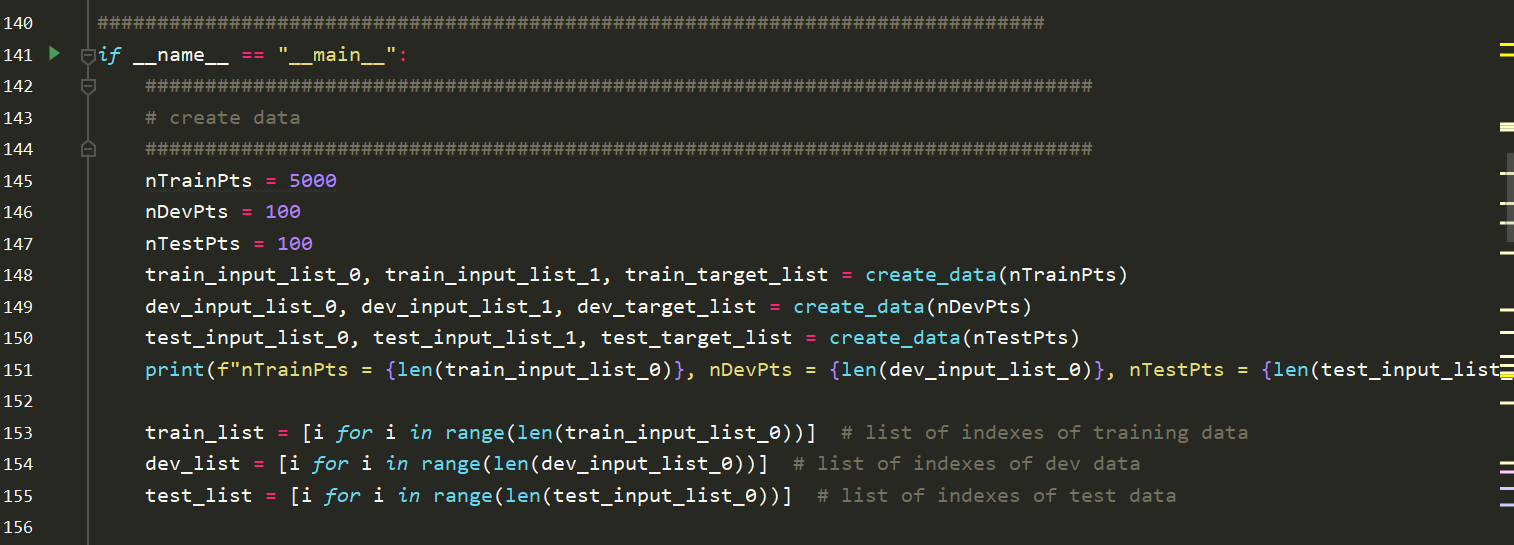 140 ###############################################################################
141 if __name__ == "__main__":
142 ###############################################################################
143 # create data
144 ###############################################################################
145 nTrainPts = 5000
146 nDevPts = 100
147 nTestPts = 100
148 train_input_list_0, train_input_list_1, train_target_list = create_data(nTrainPts)
149 dev_input_list_0, dev_input_list_1, dev_target_list = create_data(nDevPts)
150 test_input_list_0, test_input_list_1, test_target_list = create_data(nTestPts)
151 print(f"nTrainPts = {len(train_input_list_0)}, nDevPts = {len(dev_input_list_0)}, nTestPts = {len(test_input_list
152
153 train_list = [i for i in range(len(train_input_list_0))]  # list of indexes of training data
154 dev_list = [i for i in range(len(dev_input_list_0))]  # list of indexes of dev data
155 test_list = [i for i in range(len(test_input_list_0))]  # list of indexes of test data
156